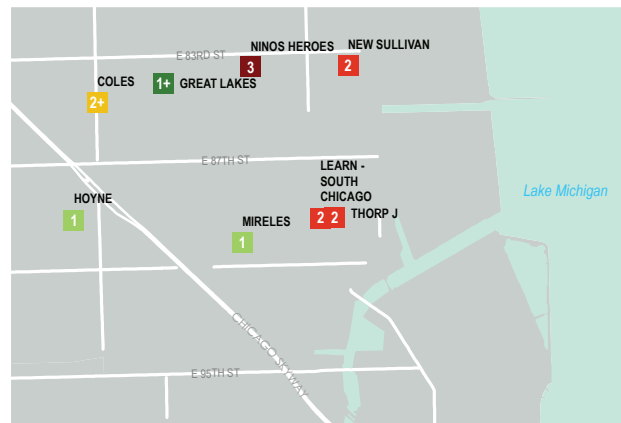 NINOS HEROES
NEW SULLIVAN
E 83RD ST
3
2
COLES
1+
GREAT LAKES
2+
E 87TH ST
LEARN -
SOUTH
CHICAGO
Lake Michigan
HOYNE
1
MIRELES
1
2
2
THORP J
CHICAGO SKYWAY
E 95TH ST